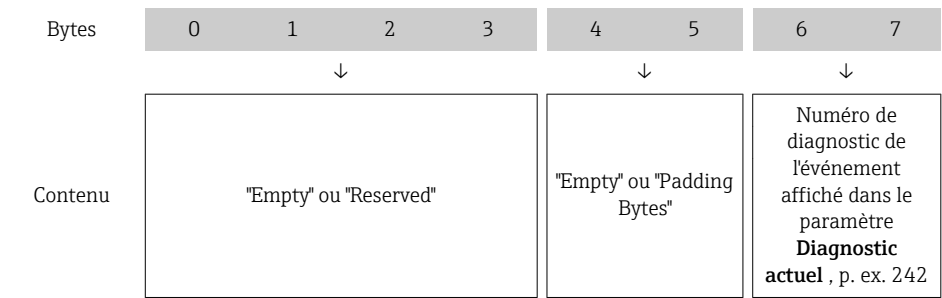 Bytes 0 1 2 3 4 5 6 7
↓ ↓ ↓
Contenu
"Empty" ou "Reserved"
"Empty" ou "Padding
Bytes"
Numéro de
diagnostic de
l'événement
affiché dans le
paramètre
Diagnostic
actuel , p. ex. 242